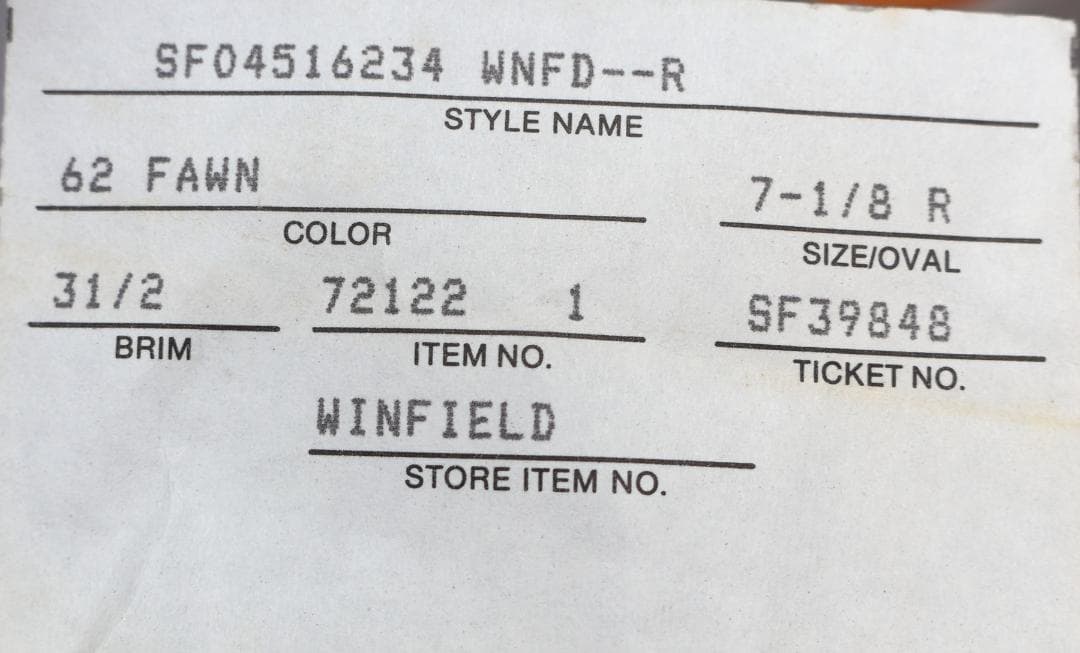 SF04516234 WNFD--R
STYLE NAME
62 FAWN
COLOR
7-1/8 R
SIZE/OVAL
31/2
BRIM
72122 1
ITEM NO.
SF39848
TICKET NO.
WINFIELD
STORE ITEM NO.